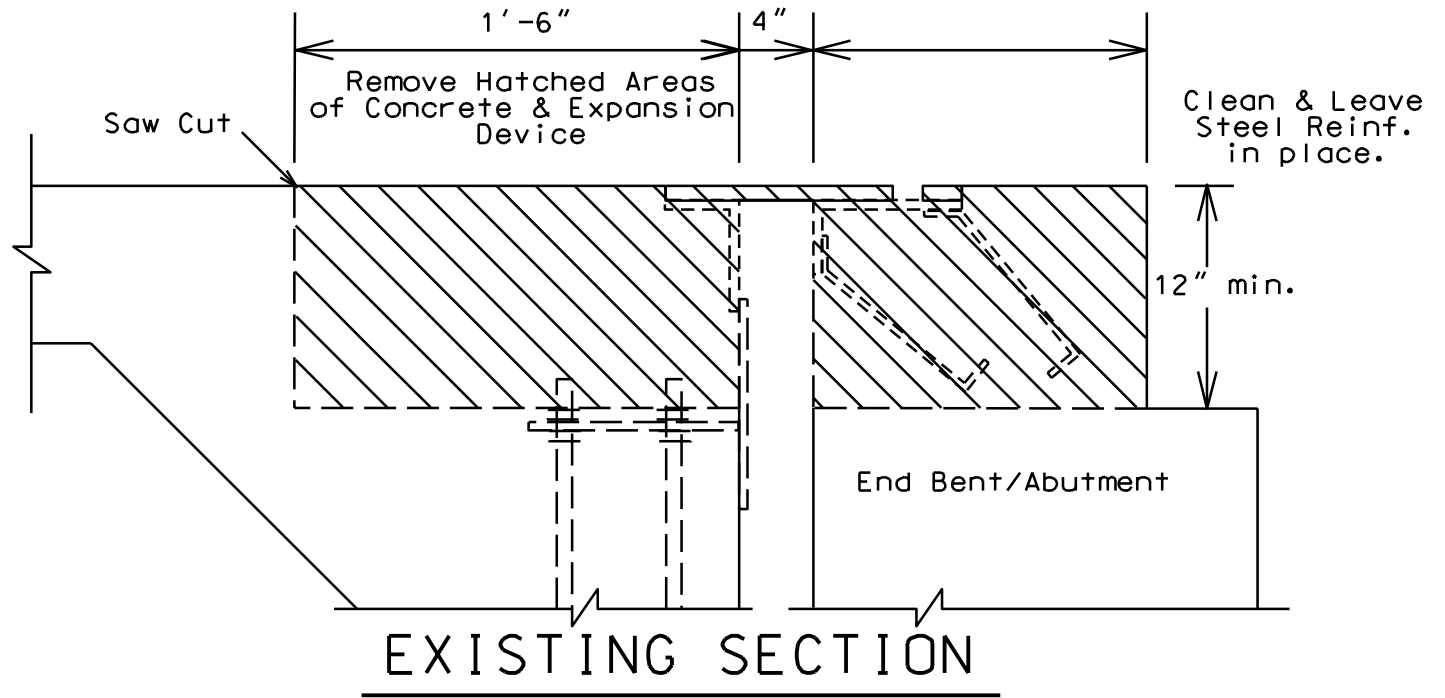 1'-6"
4"
Remove Hatched Areas
of Concrete & Expansion
Device
Saw Cut
Clean & Leave
Steel Reinf.
in place.
12" min.
End Bent/Abutment
EXISTING SECTION